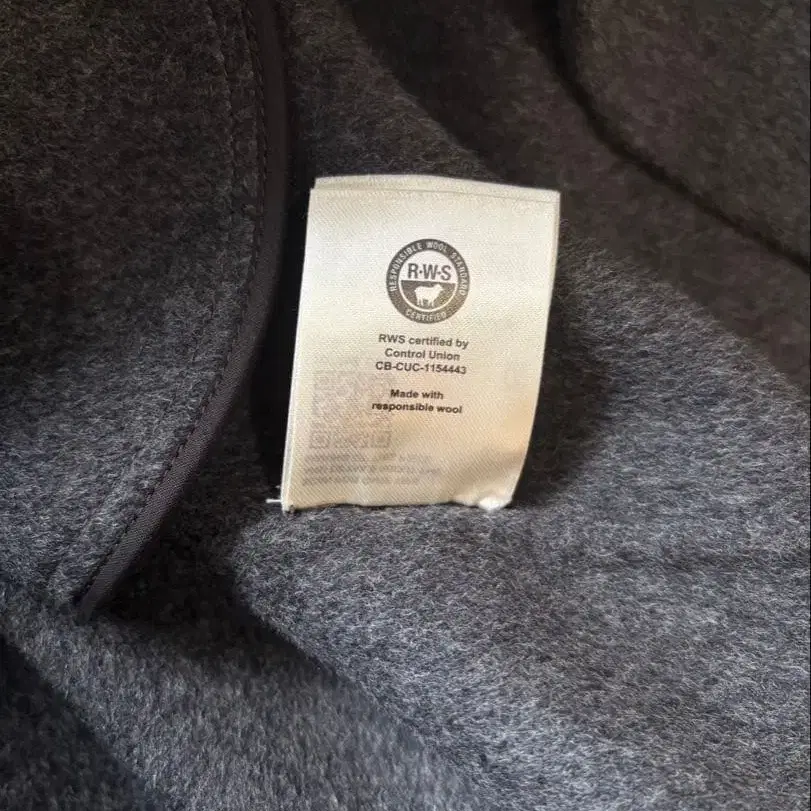 RESPONSIBLE WOOL STANDARD
R·W·S
CERTIFIED
RWS certified by
Control Union
CB-CUC-1154443
Made with
responsible wool